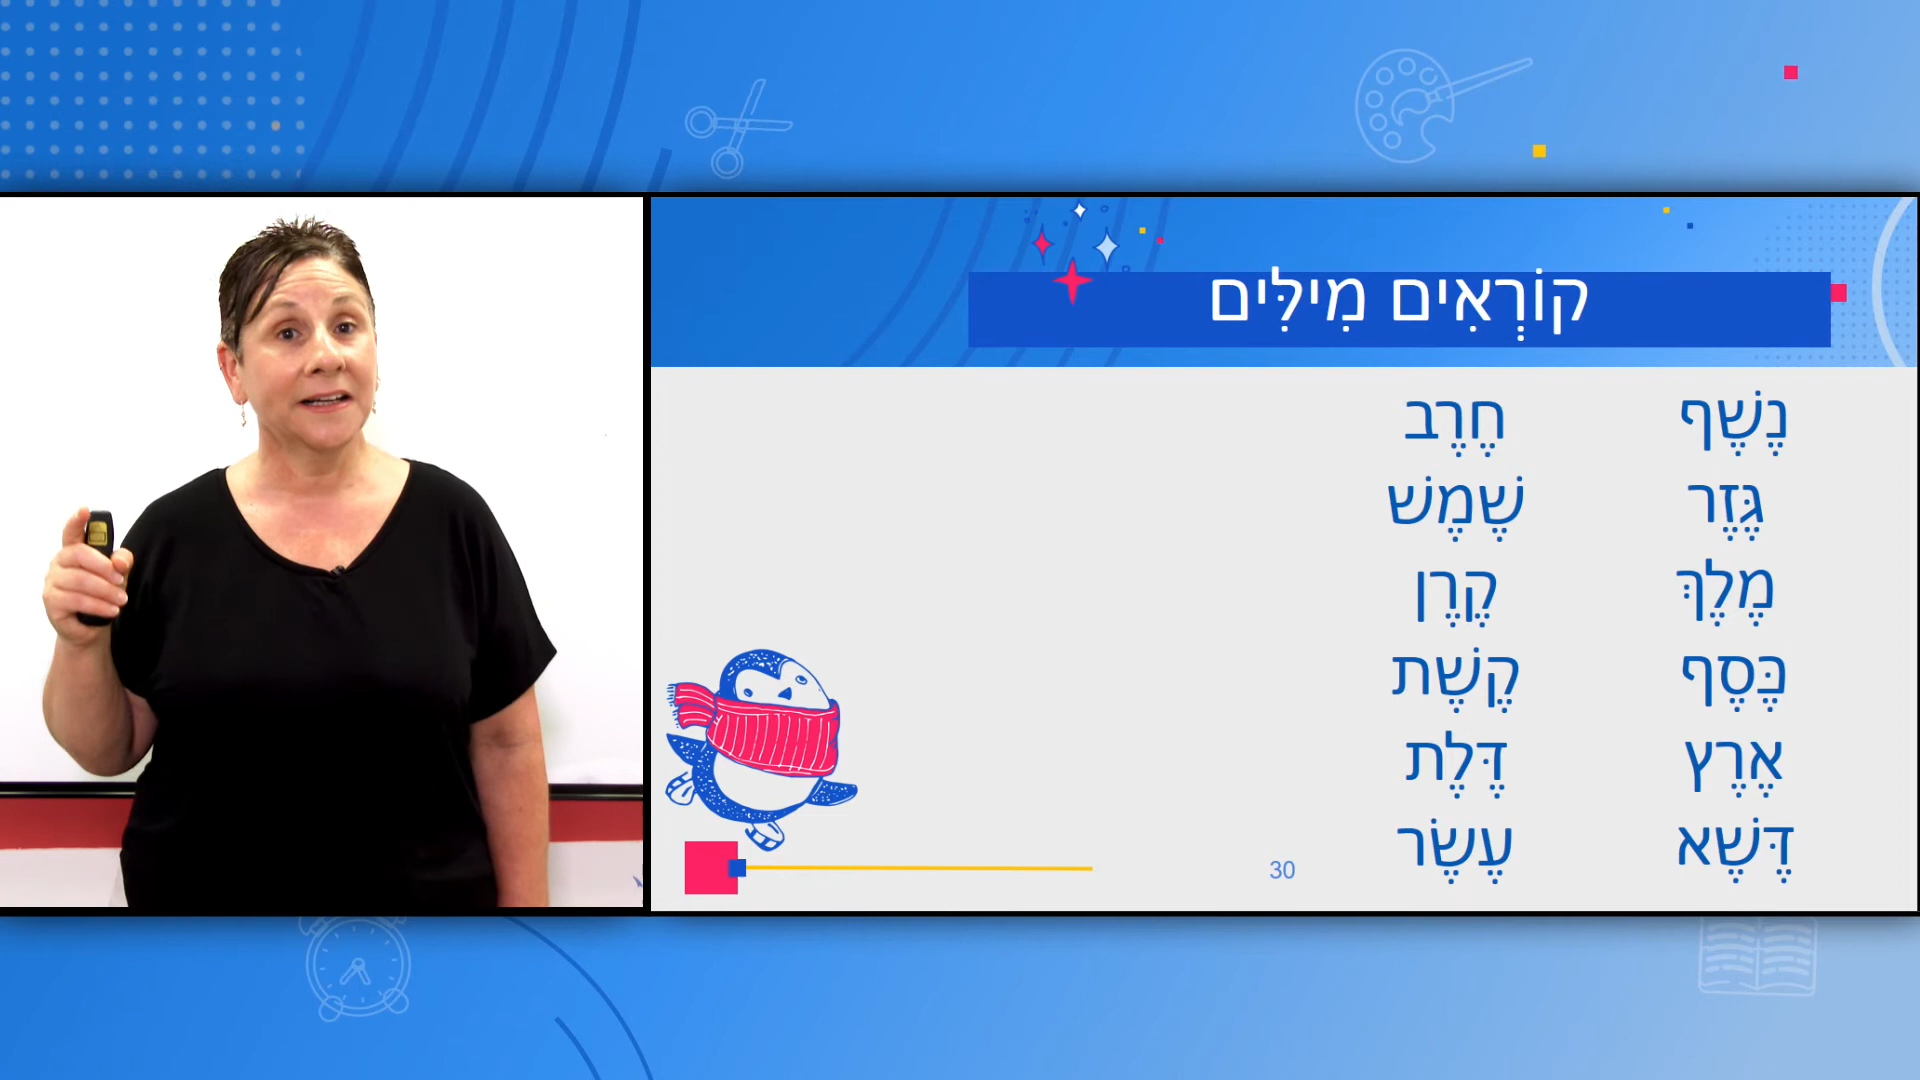 קוֹרְאִים מִילִּים
נֶשֶׁף
גֶּזֶר
מֶלֶךְ
כֶּסֶף
אֶרֶץ
דֶּשֶׁא
חֶרֶב
שֶׁמֶשׁ
קֶרֶן
קֶשֶׁת
דֶּלֶת
עֶשֶׂר
30